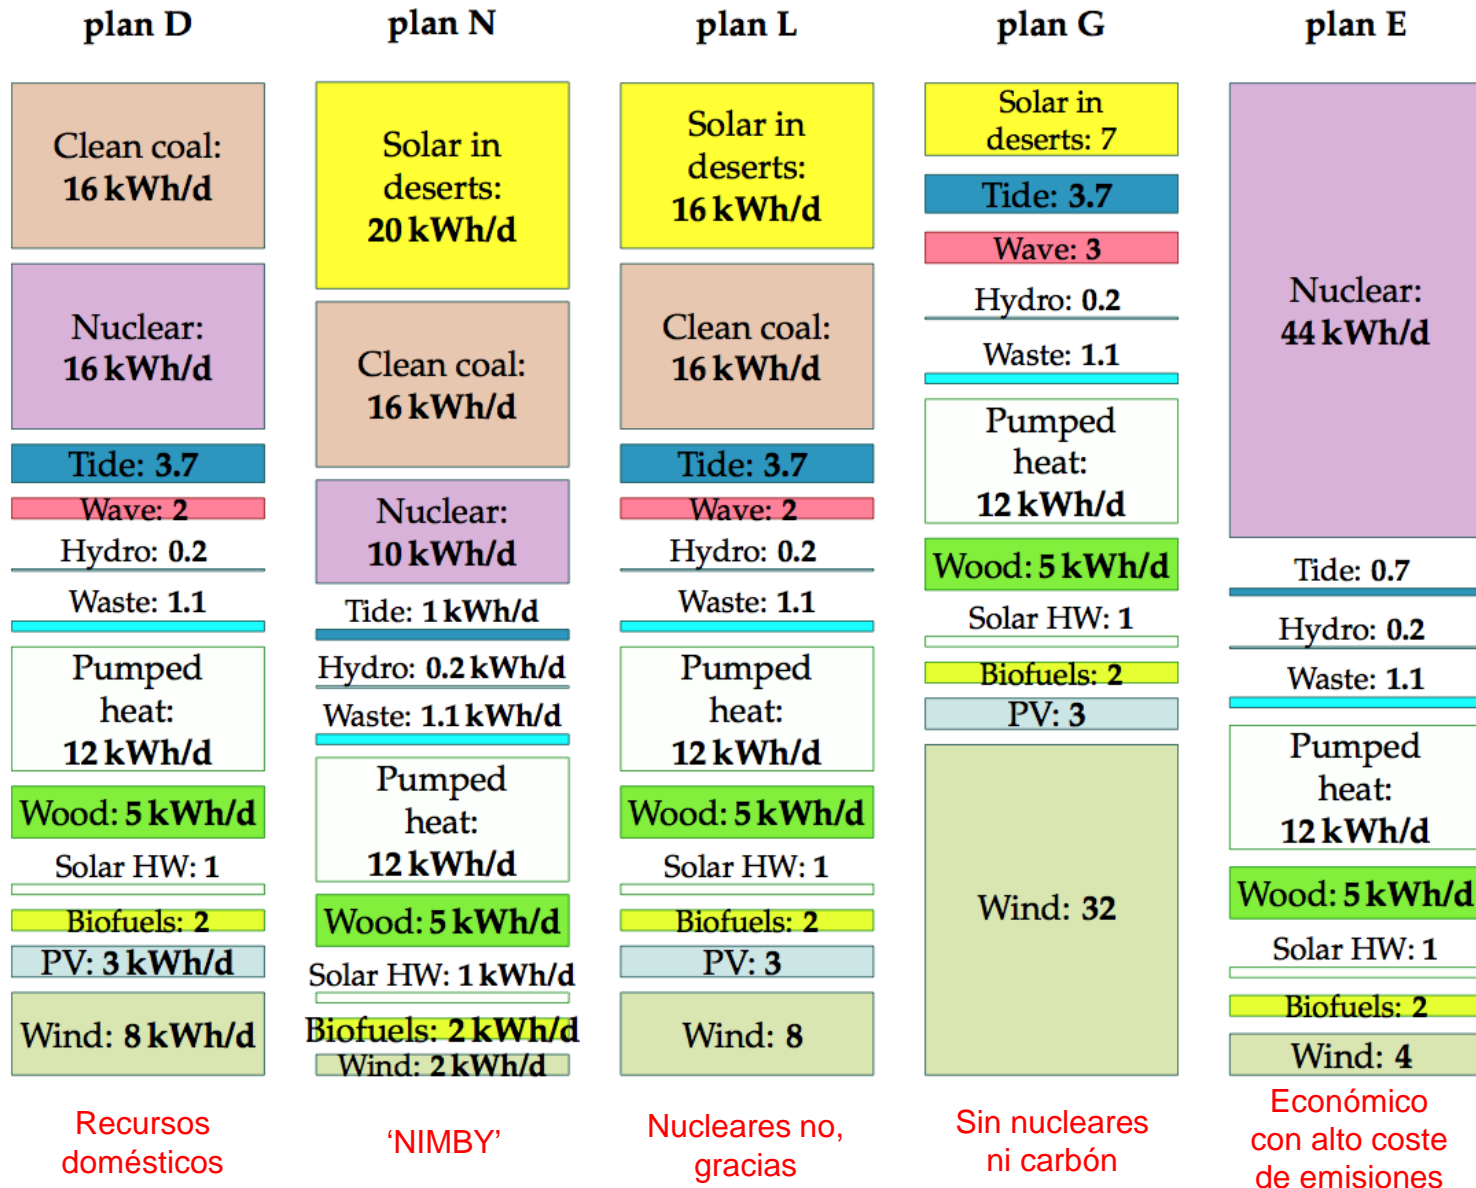 plan D
Clean coal:
16 kWh/d
Nuclear:
16 kWh/d
Tide: 3.7
Wave: 2
Hydro: 0.2
Waste: 1.1
Pumped
heat:
12 kWh/d
Wood: 5 kWh/d
Solar HW: 1
Biofuels: 2
PV: 3 kWh/d
Wind: 8 kWh/d
Recursos
domésticos
plan N
Solar in
deserts:
20 kWh/d
Clean coal:
16 kWh/d
Nuclear:
10 kWh/d
Tide: 1 kWh/d
Hydro: 0.2 kWh/d
Waste: 1.1 kWh/d
Pumped
heat:
12 kWh/d
Wood: 5 kWh/d
Solar HW: 1 kWh/d
Biofuels: 2 kWh/d
Wind: 2 kWh/d
‘NIMBY’
plan L
Solar in
deserts:
16 kWh/d
Clean coal:
16 kWh/d
Tide: 3.7
Wave: 2
Hydro: 0.2
Waste: 1.1
Pumped
heat:
12 kWh/d
Wood: 5 kWh/d
Solar HW: 1
Biofuels: 2
PV: 3
Wind: 8
Nucleares no,
gracias
plan G
Solar in
deserts: 7
Tide: 3.7
Wave: 3
Hydro: 0.2
Waste: 1.1
Pumped
heat:
12 kWh/d
Wood: 5 kWh/d
Solar HW: 1
Biofuels: 2
PV: 3
Wind: 32
Sin nucleares
ni carbón
plan E
Nuclear:
44 kWh/d
Tide: 0.7
Hydro: 0.2
Waste: 1.1
Pumped
heat:
12 kWh/d
Wood: 5 kWh/d
Solar HW: 1
Biofuels: 2
Wind: 4
Económico
con alto coste
de emisiones